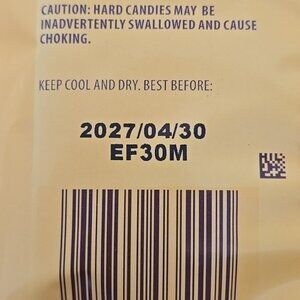 CAUTION: HARD CANDIES MAY BE
INADVERTENTLY SWALLOWED AND CAUSE
CHOKING.
KEEP COOL AND DRY. BEST BEFORE:
2027/04/30
EF30M